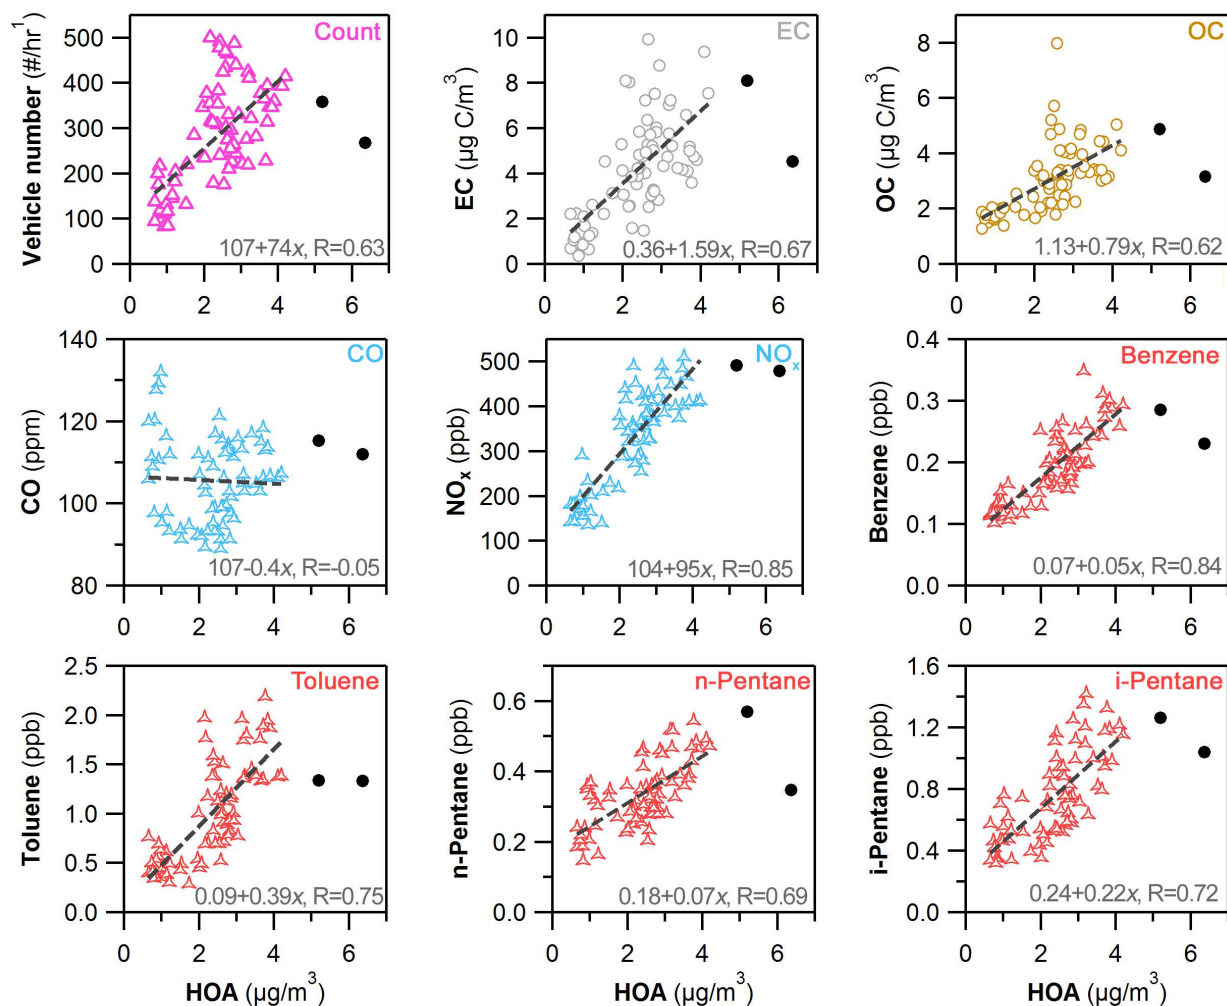 Vehicle number (#/hr¹)
500
400
300
200
100
0
Count
107+74x, R=0.63
0 2 4 6
EC (µg C/m³)
10
8
6
4
2
0
EC
0.36+1.59x, R=0.67
0 2 4 6
OC (µg C/m³)
8
6
4
2
0
OC
1.13+0.79x, R=0.62
0 2 4 6
CO (ppm)
140
120
100
80
CO
107-0.4x, R=-0.05
0 2 4 6
NOₓ (ppb)
500
400
300
200
100
0
NOₓ
104+95x, R=0.85
0 2 4 6
Benzene (ppb)
0.4
0.3
0.2
0.1
0.0
Benzene
0.07+0.05x, R=0.84
0 2 4 6
Toluene (ppb)
2.5
2.0
1.5
1.0
0.5
0.0
Toluene
0.09+0.39x, R=0.75
0 2 4 6
HOA (µg/m³)
n-Pentane (ppb)
0.6
0.4
0.2
0.0
n-Pentane
0.18+0.07x, R=0.69
0 2 4 6
HOA (µg/m³)
i-Pentane (ppb)
1.6
1.2
0.8
0.4
0.0
i-Pentane
0.24+0.22x, R=0.72
0 2 4 6
HOA (µg/m³)